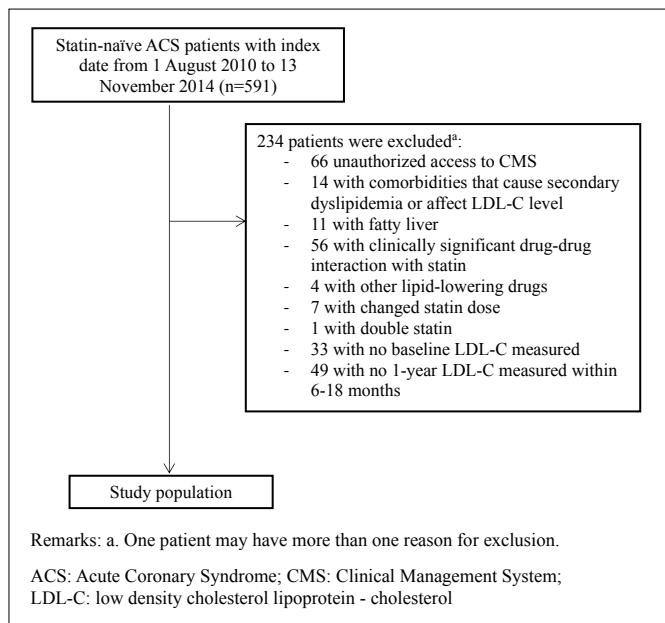 Statin-naïve ACS patients with index
date from 1 August 2010 to 13
November 2014 (n=591)
234 patients were excludedᵃ:
- 66 unauthorized access to CMS
- 14 with comorbidities that cause secondary
dyslipidemia or affect LDL-C level
- 11 with fatty liver
- 56 with clinically significant drug-drug
interaction with statin
- 4 with other lipid-lowering drugs
- 7 with changed statin dose
- 1 with double statin
- 33 with no baseline LDL-C measured
- 49 with no 1-year LDL-C measured within
6-18 months
Study population
Remarks: a. One patient may have more than one reason for exclusion.
ACS: Acute Coronary Syndrome; CMS: Clinical Management System;
LDL-C: low density cholesterol lipoprotein - cholesterol